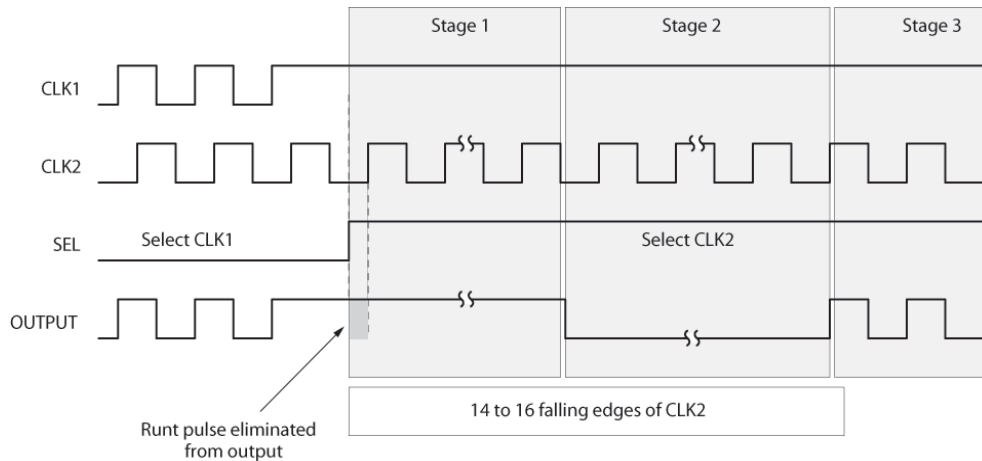 Stage 1
Stage 2
Stage 3
CLK1
CLK2
SEL
Select CLK1
Select CLK2
OUTPUT
14 to 16 falling edges of CLK2
Runt pulse eliminated
from output